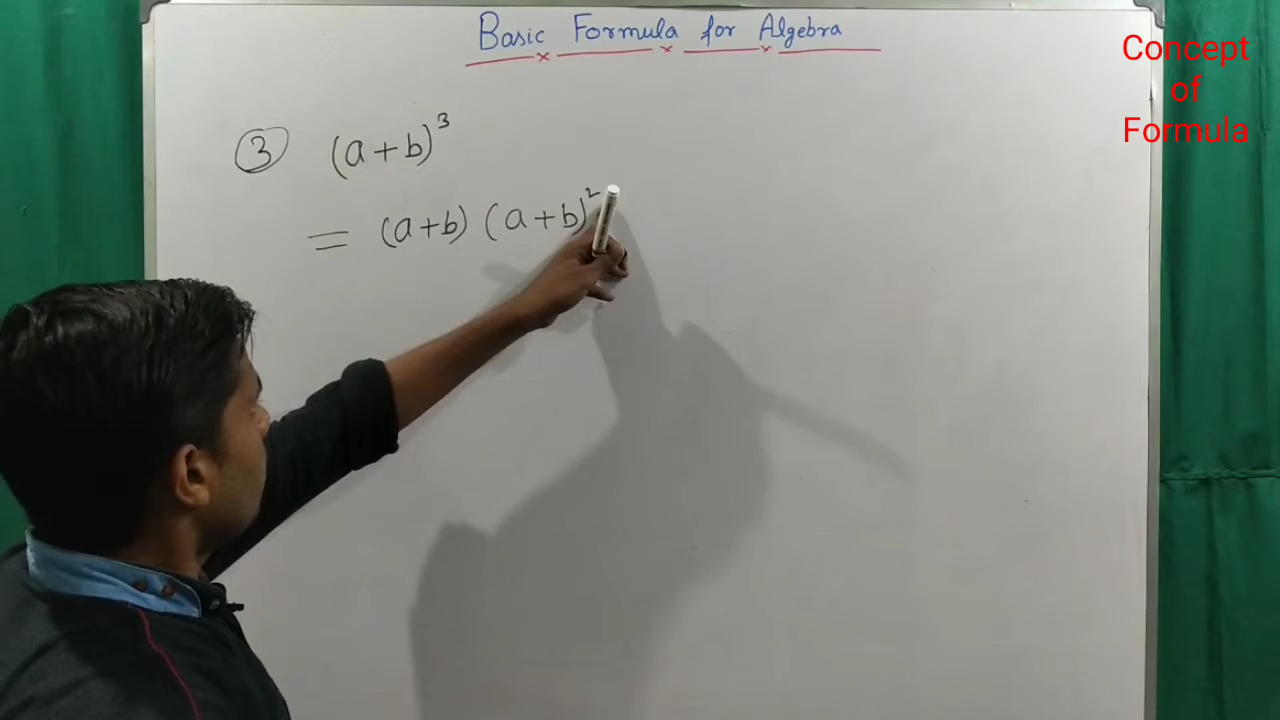 Basic Formula for Algebra
Concept
of
Formula
③ (a+b)³
= (a+b) (a+b)²